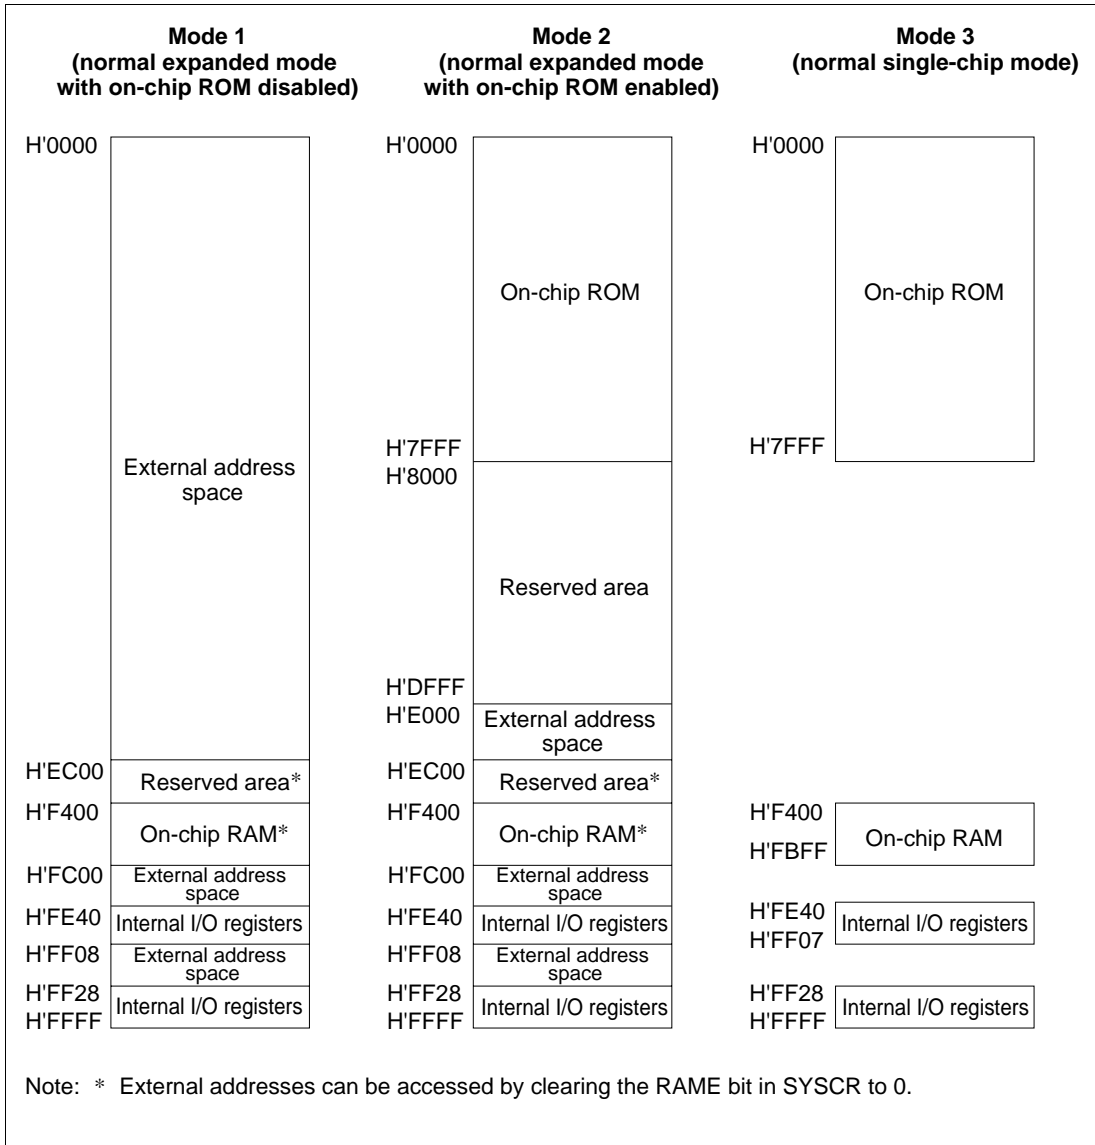 Mode 1
(normal expanded mode
with on-chip ROM disabled)
Mode 2
(normal expanded mode
with on-chip ROM enabled)
Mode 3
(normal single-chip mode)
H'0000
External address
space
H'EC00
Reserved area*
H'F400
On-chip RAM*
H'FC00
External address
space
H'FE40
Internal I/O registers
H'FF08
External address
space
H'FF28
Internal I/O registers
H'FFFF
H'0000
On-chip ROM
H'7FFF
H'8000
Reserved area
H'DFFF
H'E000
External address
space
H'EC00
Reserved area*
H'F400
On-chip RAM*
H'FC00
External address
space
H'FE40
Internal I/O registers
H'FF08
External address
space
H'FF28
Internal I/O registers
H'FFFF
H'0000
On-chip ROM
H'7FFF
H'F400
On-chip RAM
H'FBFF
H'FE40
Internal I/O registers
H'FF07
H'FF28
Internal I/O registers
H'FFFF
Note: * External addresses can be accessed by clearing the RAME bit in SYSCR to 0.